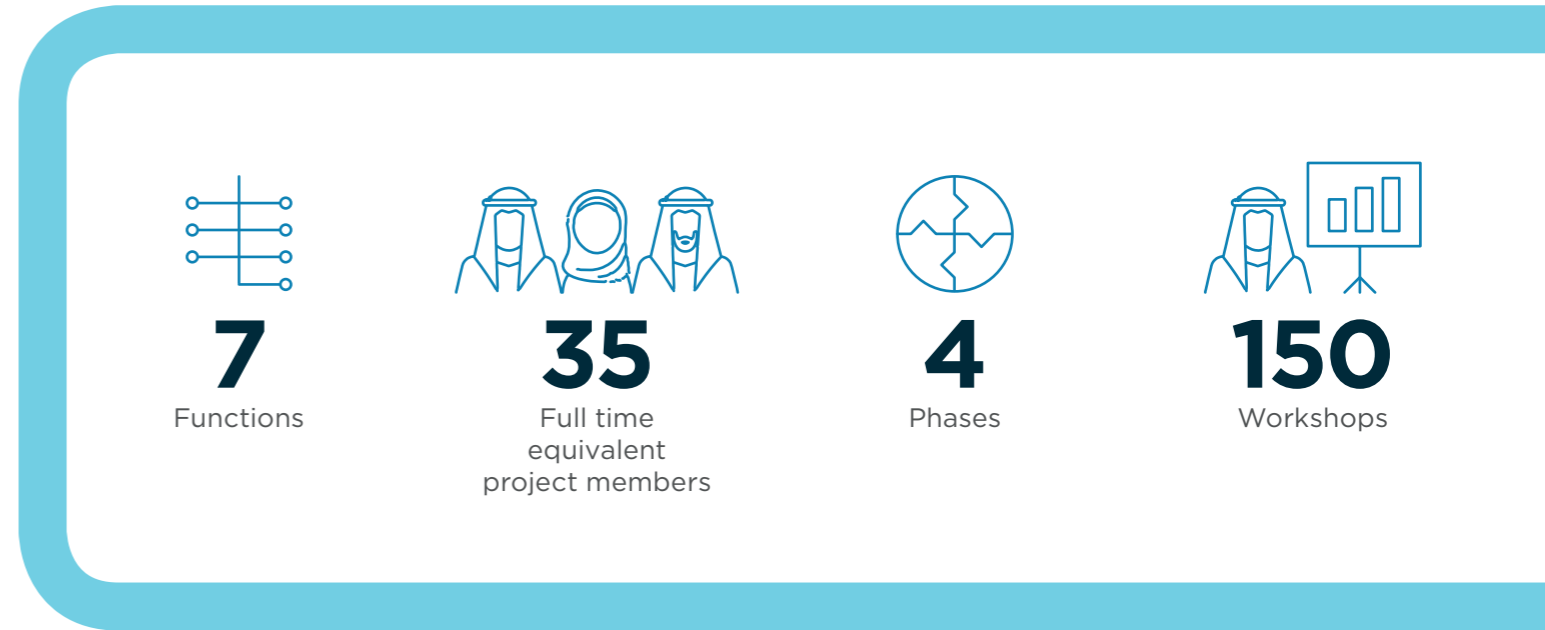 7
Functions
35
Full time
equivalent
project members
4
Phases
150
Workshops